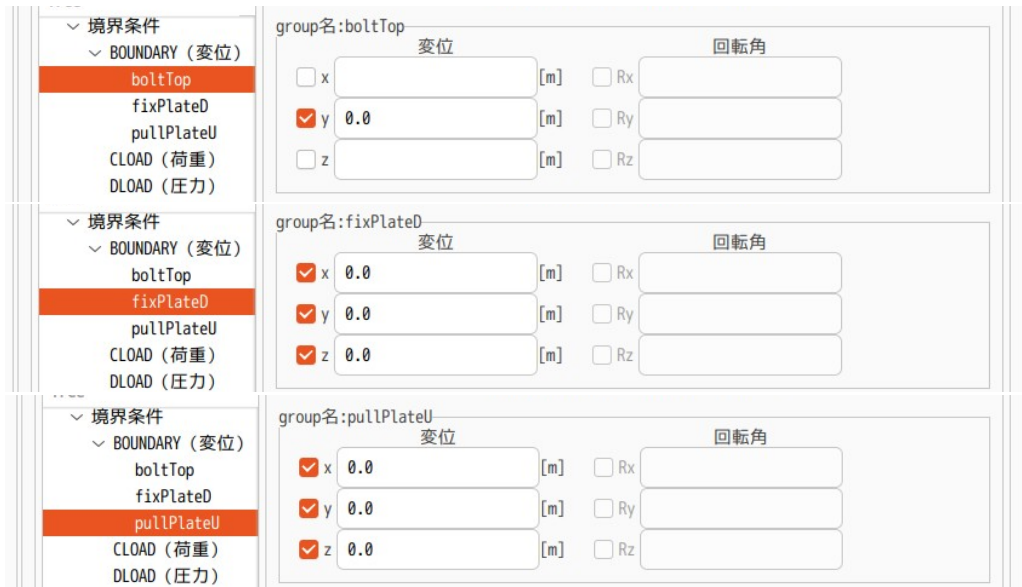 境界条件
BOUNDARY (変位)
boltTop
fixPlateD
pullPlateU
CLOAD (荷重)
DLOAD (圧力)
group名:boltTop
変位 回転角
x [m] Rx
y 0.0 [m] Ry
z [m] Rz
境界条件
BOUNDARY (変位)
boltTop
fixPlateD
pullPlateU
CLOAD (荷重)
DLOAD (圧力)
group名:fixPlateD
変位 回転角
x 0.0 [m] Rx
y 0.0 [m] Ry
z 0.0 [m] Rz
境界条件
BOUNDARY (変位)
boltTop
fixPlateD
pullPlateU
CLOAD (荷重)
DLOAD (圧力)
group名:pullPlateU
変位 回転角
x 0.0 [m] Rx
y 0.0 [m] Ry
z 0.0 [m] Rz